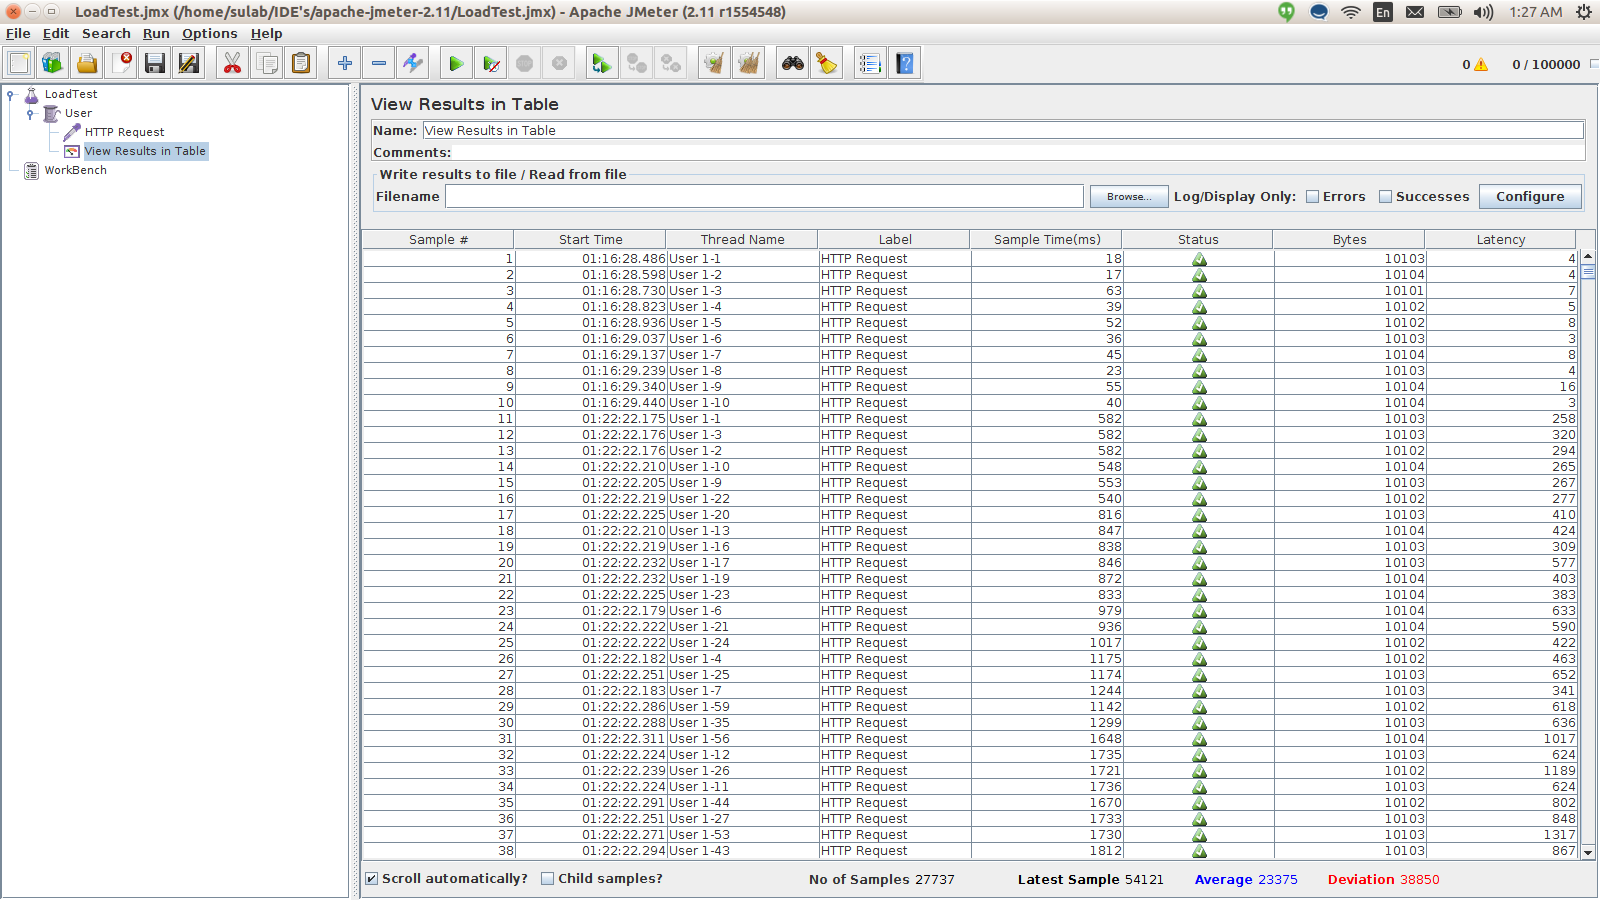 LoadTest.jmx (/home/sulab/IDE's/apache-jmeter-2.11/LoadTest.jmx) - Apache JMeter (2.11 r1554548)
En
1:27 AM
File Edit Search Run Options Help
0
0 / 100000
LoadTest
User
HTTP Request
View Results in Table
WorkBench
View Results in Table
Name: View Results in Table
Comments:
Write results to file / Read from file
Filename Browse... Log/Display Only: Errors Successes Configure
Sample # Start Time Thread Name Label Sample Time(ms) Status Bytes Latency
1 01:16:28.486 User 1-1 HTTP Request 18 10103 4
2 01:16:28.598 User 1-2 HTTP Request 17 10104 4
3 01:16:28.730 User 1-3 HTTP Request 63 10101 7
4 01:16:28.823 User 1-4 HTTP Request 39 10102 5
5 01:16:28.936 User 1-5 HTTP Request 52 10102 8
6 01:16:29.037 User 1-6 HTTP Request 36 10103 3
7 01:16:29.137 User 1-7 HTTP Request 45 10104 8
8 01:16:29.239 User 1-8 HTTP Request 23 10103 4
9 01:16:29.340 User 1-9 HTTP Request 55 10104 16
10 01:16:29.440 User 1-10 HTTP Request 40 10104 3
11 01:22:22.175 User 1-1 HTTP Request 582 10103 258
12 01:22:22.176 User 1-3 HTTP Request 582 10103 320
13 01:22:22.176 User 1-2 HTTP Request 582 10102 294
14 01:22:22.210 User 1-10 HTTP Request 548 10104 265
15 01:22:22.205 User 1-9 HTTP Request 553 10103 267
16 01:22:22.219 User 1-22 HTTP Request 540 10102 277
17 01:22:22.225 User 1-20 HTTP Request 816 10103 410
18 01:22:22.210 User 1-13 HTTP Request 847 10104 424
19 01:22:22.219 User 1-16 HTTP Request 838 10103 309
20 01:22:22.232 User 1-17 HTTP Request 846 10103 577
21 01:22:22.232 User 1-19 HTTP Request 872 10104 403
22 01:22:22.225 User 1-23 HTTP Request 833 10104 383
23 01:22:22.179 User 1-6 HTTP Request 979 10104 633
24 01:22:22.222 User 1-21 HTTP Request 936 10104 590
25 01:22:22.222 User 1-24 HTTP Request 1017 10102 422
26 01:22:22.182 User 1-4 HTTP Request 1175 10102 463
27 01:22:22.251 User 1-25 HTTP Request 1174 10103 652
28 01:22:22.183 User 1-7 HTTP Request 1244 10103 341
29 01:22:22.286 User 1-59 HTTP Request 1142 10102 618
30 01:22:22.288 User 1-35 HTTP Request 1299 10103 636
31 01:22:22.311 User 1-56 HTTP Request 1648 10104 1017
32 01:22:22.224 User 1-12 HTTP Request 1735 10103 624
33 01:22:22.239 User 1-26 HTTP Request 1721 10102 1189
34 01:22:22.224 User 1-11 HTTP Request 1736 10103 624
35 01:22:22.291 User 1-44 HTTP Request 1670 10102 802
36 01:22:22.251 User 1-27 HTTP Request 1733 10103 848
37 01:22:22.271 User 1-53 HTTP Request 1730 10103 1317
38 01:22:22.294 User 1-43 HTTP Request 1812 10103 867
Scroll automatically? Child samples? No of Samples 27737 Latest Sample 54121 Average 23375 Deviation 38850